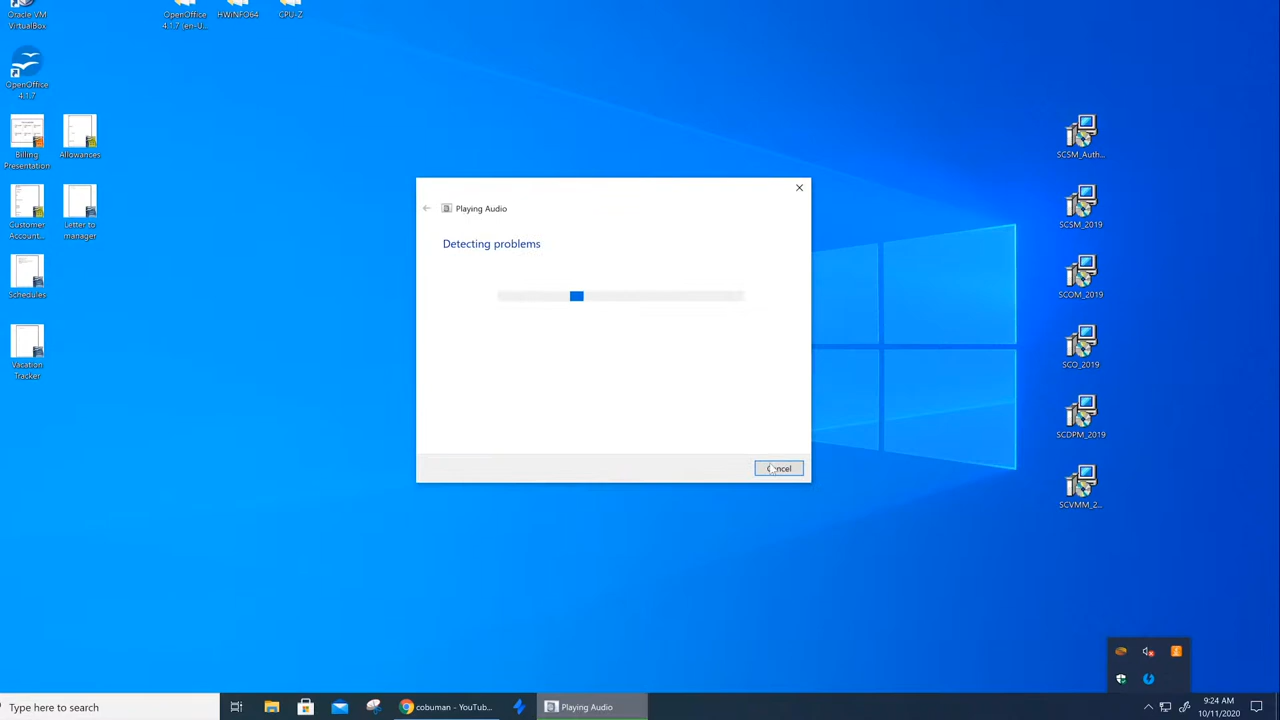 Oracle VM
VirtualBox
OpenOffice
4.1.7 (en-U...
HWiNFO64
CPU-Z
OpenOffice
4.1.7
Billing
Presentation
Allowances
Customer
Account...
Letter to
manager
Schedules
Vacation
Tracker
Playing Audio
Detecting problems
Cancel
SCSM_Auth...
SCSM_2019
SCOM_2019
SCO_2019
SCDPM_2019
SCVMM_2...
Type here to search
cobuman - YouTub...
Playing Audio
9:24 AM
10/11/2020